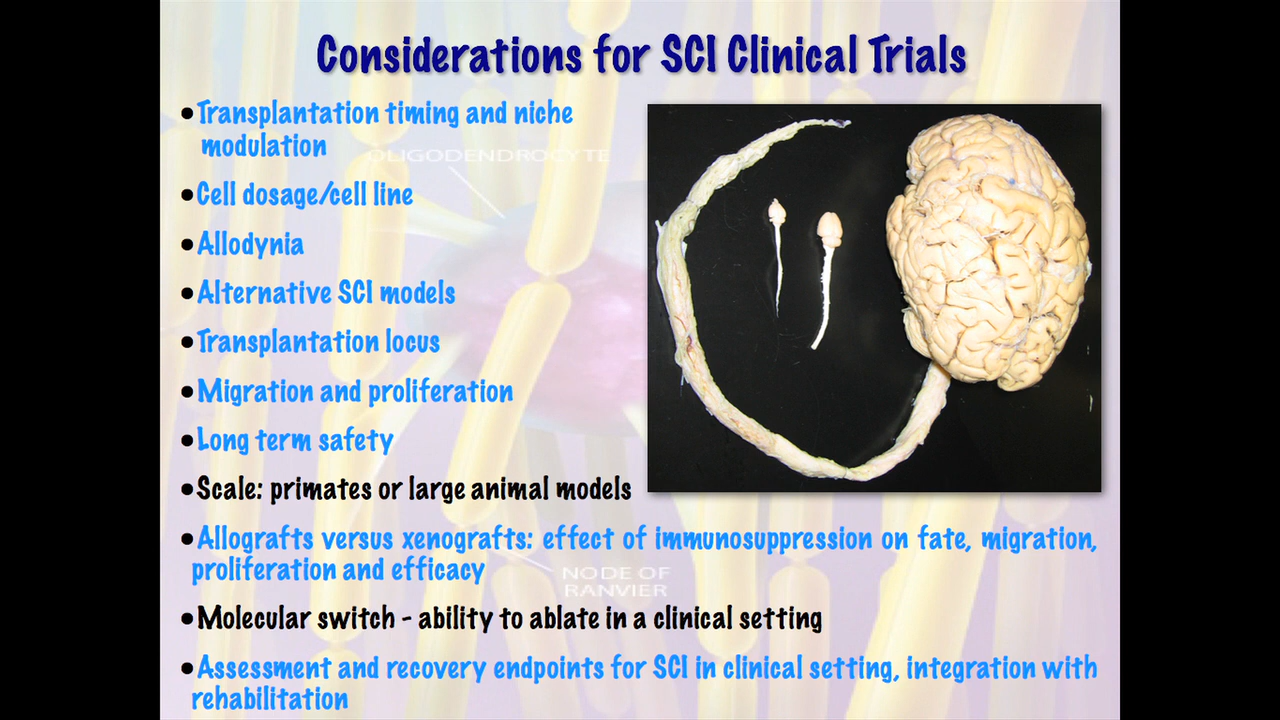 Considerations for SCI Clinical Trials
•Transplantation timing and niche
modulation
OLIGODENDROCYTE
•Cell dosage/cell line
•Allodynia
•Alternative SCI models
•Transplantation locus
•Migration and proliferation
•Long term safety
•Scale: primates or large animal models
•Allografts versus xenografts: effect of immunosuppression on fate, migration,
proliferation and efficacy
NODE OF
RANVIER
•Molecular switch - ability to ablate in a clinical setting
•Assessment and recovery endpoints for SCI in clinical setting, integration with
rehabilitation